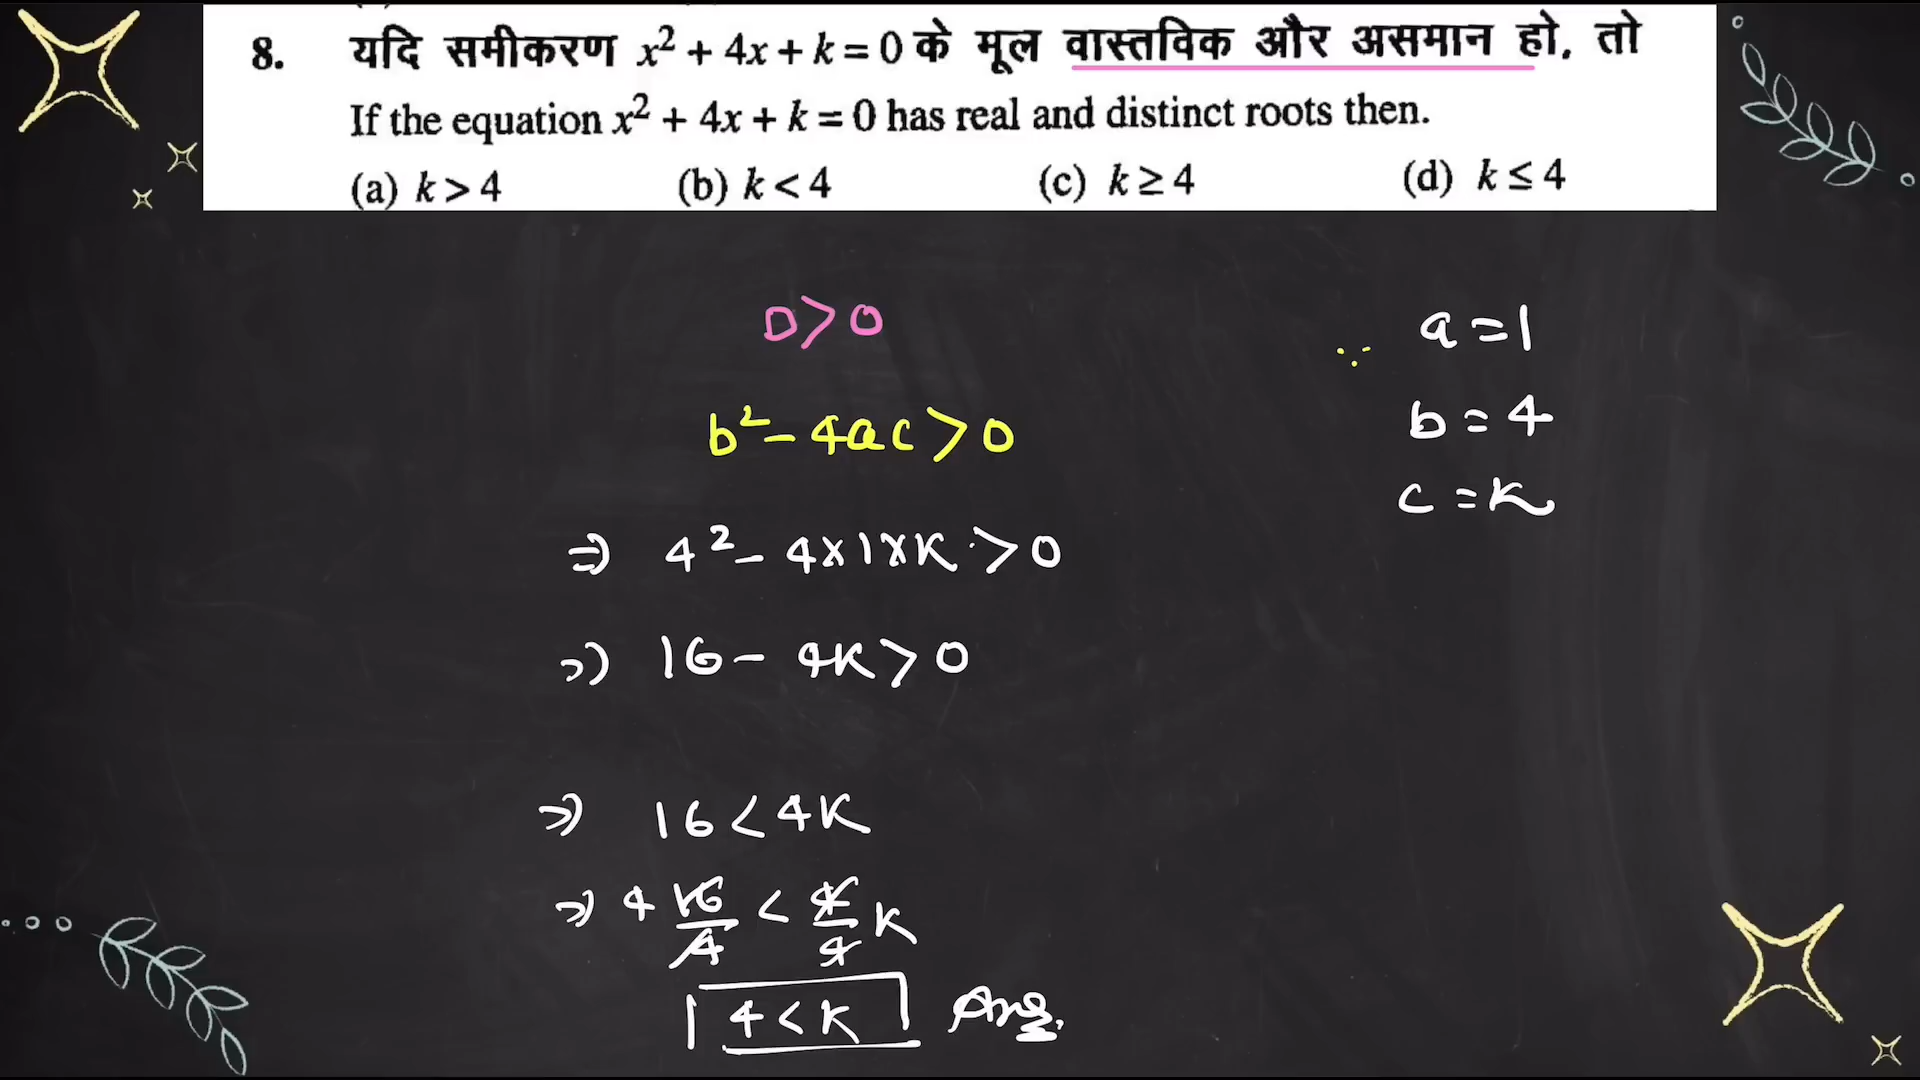 8. यदि समीकरण x² + 4x + k = 0 के मूल वास्तविक और असमान हो, तो
If the equation x² + 4x + k = 0 has real and distinct roots then.
(a) k > 4 (b) k < 4 (c) k ≥ 4 (d) k ≤ 4
D > 0
b² - 4ac > 0
⇒ 4² - 4×1×K > 0
⇒ 16 - 4K > 0
⇒ 16 < 4K
⇒ 4 16/4 < 4/4 K
4 < K Ans.
∵ a = 1
b = 4
c = K